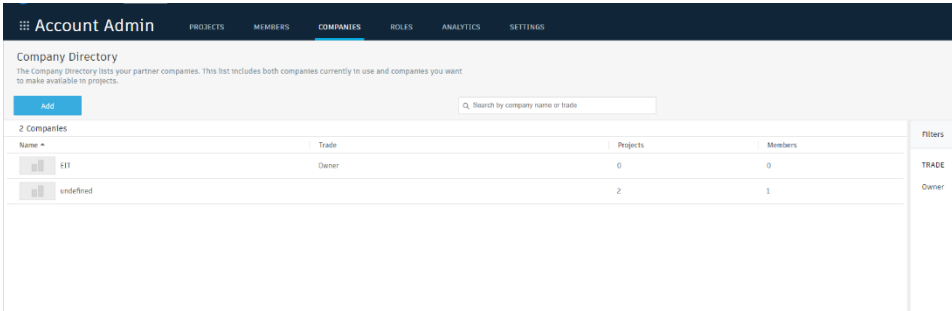 Account Admin PROJECTS MEMBERS COMPANIES ROLES ANALYTICS SETTINGS
Company Directory
The Company Directory lists your partner companies. This list includes both companies currently in use and companies you want
to make available in projects.
Add Search by company name or trade
2 Companies Filters
Name Trade Projects Members
EIT Owner 0 0 TRADE
undefined 2 1 Owner